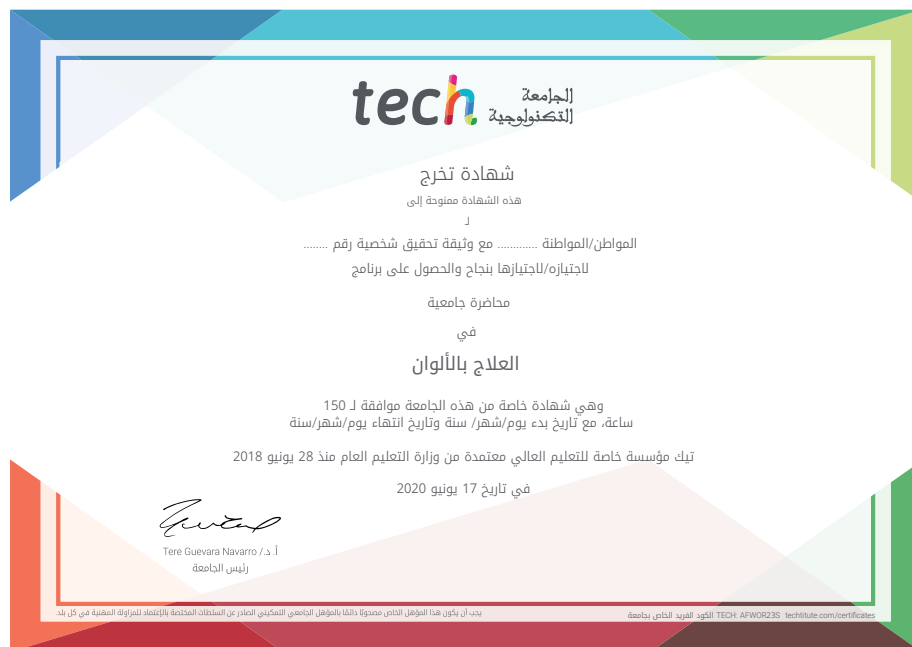 tech الجامعة
التكنولوجية
شهادة تخرج
هذه الشهادة ممنوحة إلى
لـ
المواطن/المواطنة ............ مع وثيقة تحقيق شخصية رقم ........
لاجتيازه/لاجتيازها بنجاح والحصول على برنامج
محاضرة جامعية
في
العلاج بالألوان
وهي شهادة خاصة من هذه الجامعة موافقة لـ 150
ساعة، مع تاريخ بدء يوم/شهر/ سنة وتاريخ انتهاء يوم/شهر/سنة
تيك مؤسسة خاصة للتعليم العالي معتمدة من وزارة التعليم العام منذ 28 يونيو 2018
في تاريخ 17 يونيو 2020
أ. د./ Tere Guevara Navarro
رئيس الجامعة
يجب أن يكون هذا المؤهل الخاص مصحوبًا دائمًا بالمؤهل الجامعي التمكيني الصادر عن السلطات المختصة بالإعتماد للمزاولة المهنية في كل بلد.
الكود الفريد الخاص بجامعة TECH: AFWOR23S techtitute.com/certificates